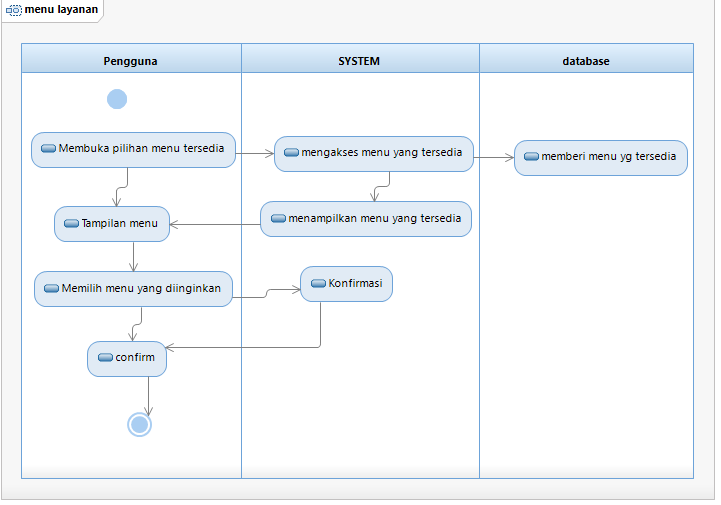 menu layanan
Pengguna
SYSTEM
database
Membuka pilihan menu tersedia
mengakses menu yang tersedia
memberi menu yg tersedia
Tampilan menu
menampilkan menu yang tersedia
Memilih menu yang diinginkan
Konfirmasi
confirm